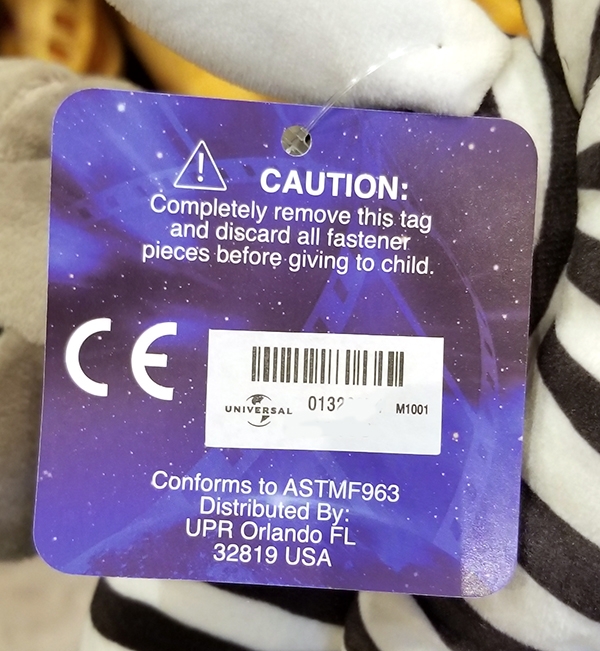 CAUTION:
Completely remove this tag
and discard all fastener
pieces before giving to child.
CE
UNIVERSAL
M1001
Conforms to ASTMF963
Distributed By:
UPR Orlando FL
32819 USA